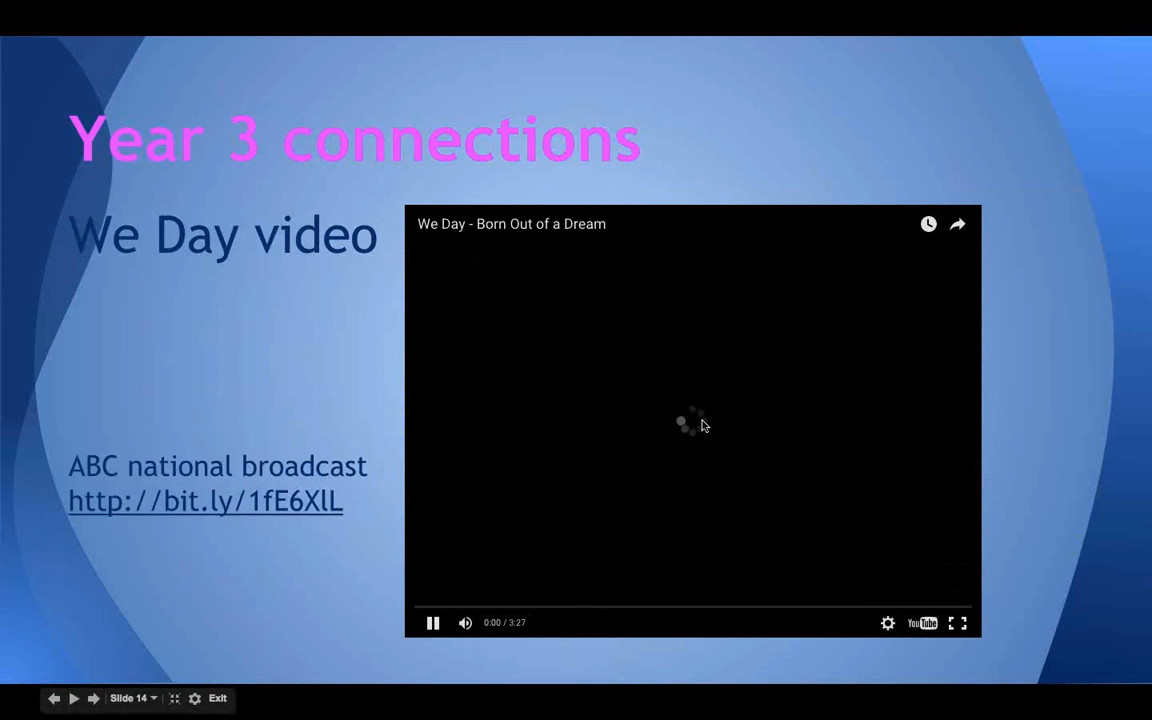 Year 3 connections
We Day video
We Day - Born Out of a Dream
ABC national broadcast
http://bit.ly/1fE6XlL
0:00 / 3:27
YouTube
Slide 14
Exit